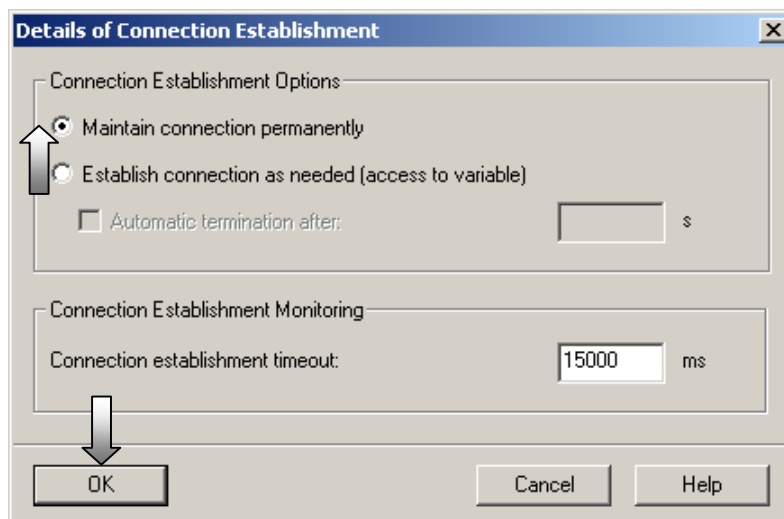 Details of Connection Establishment
Connection Establishment Options
Maintain connection permanently
Establish connection as needed (access to variable)
Automatic termination after: s
Connection Establishment Monitoring
Connection establishment timeout: 15000 ms
OK Cancel Help